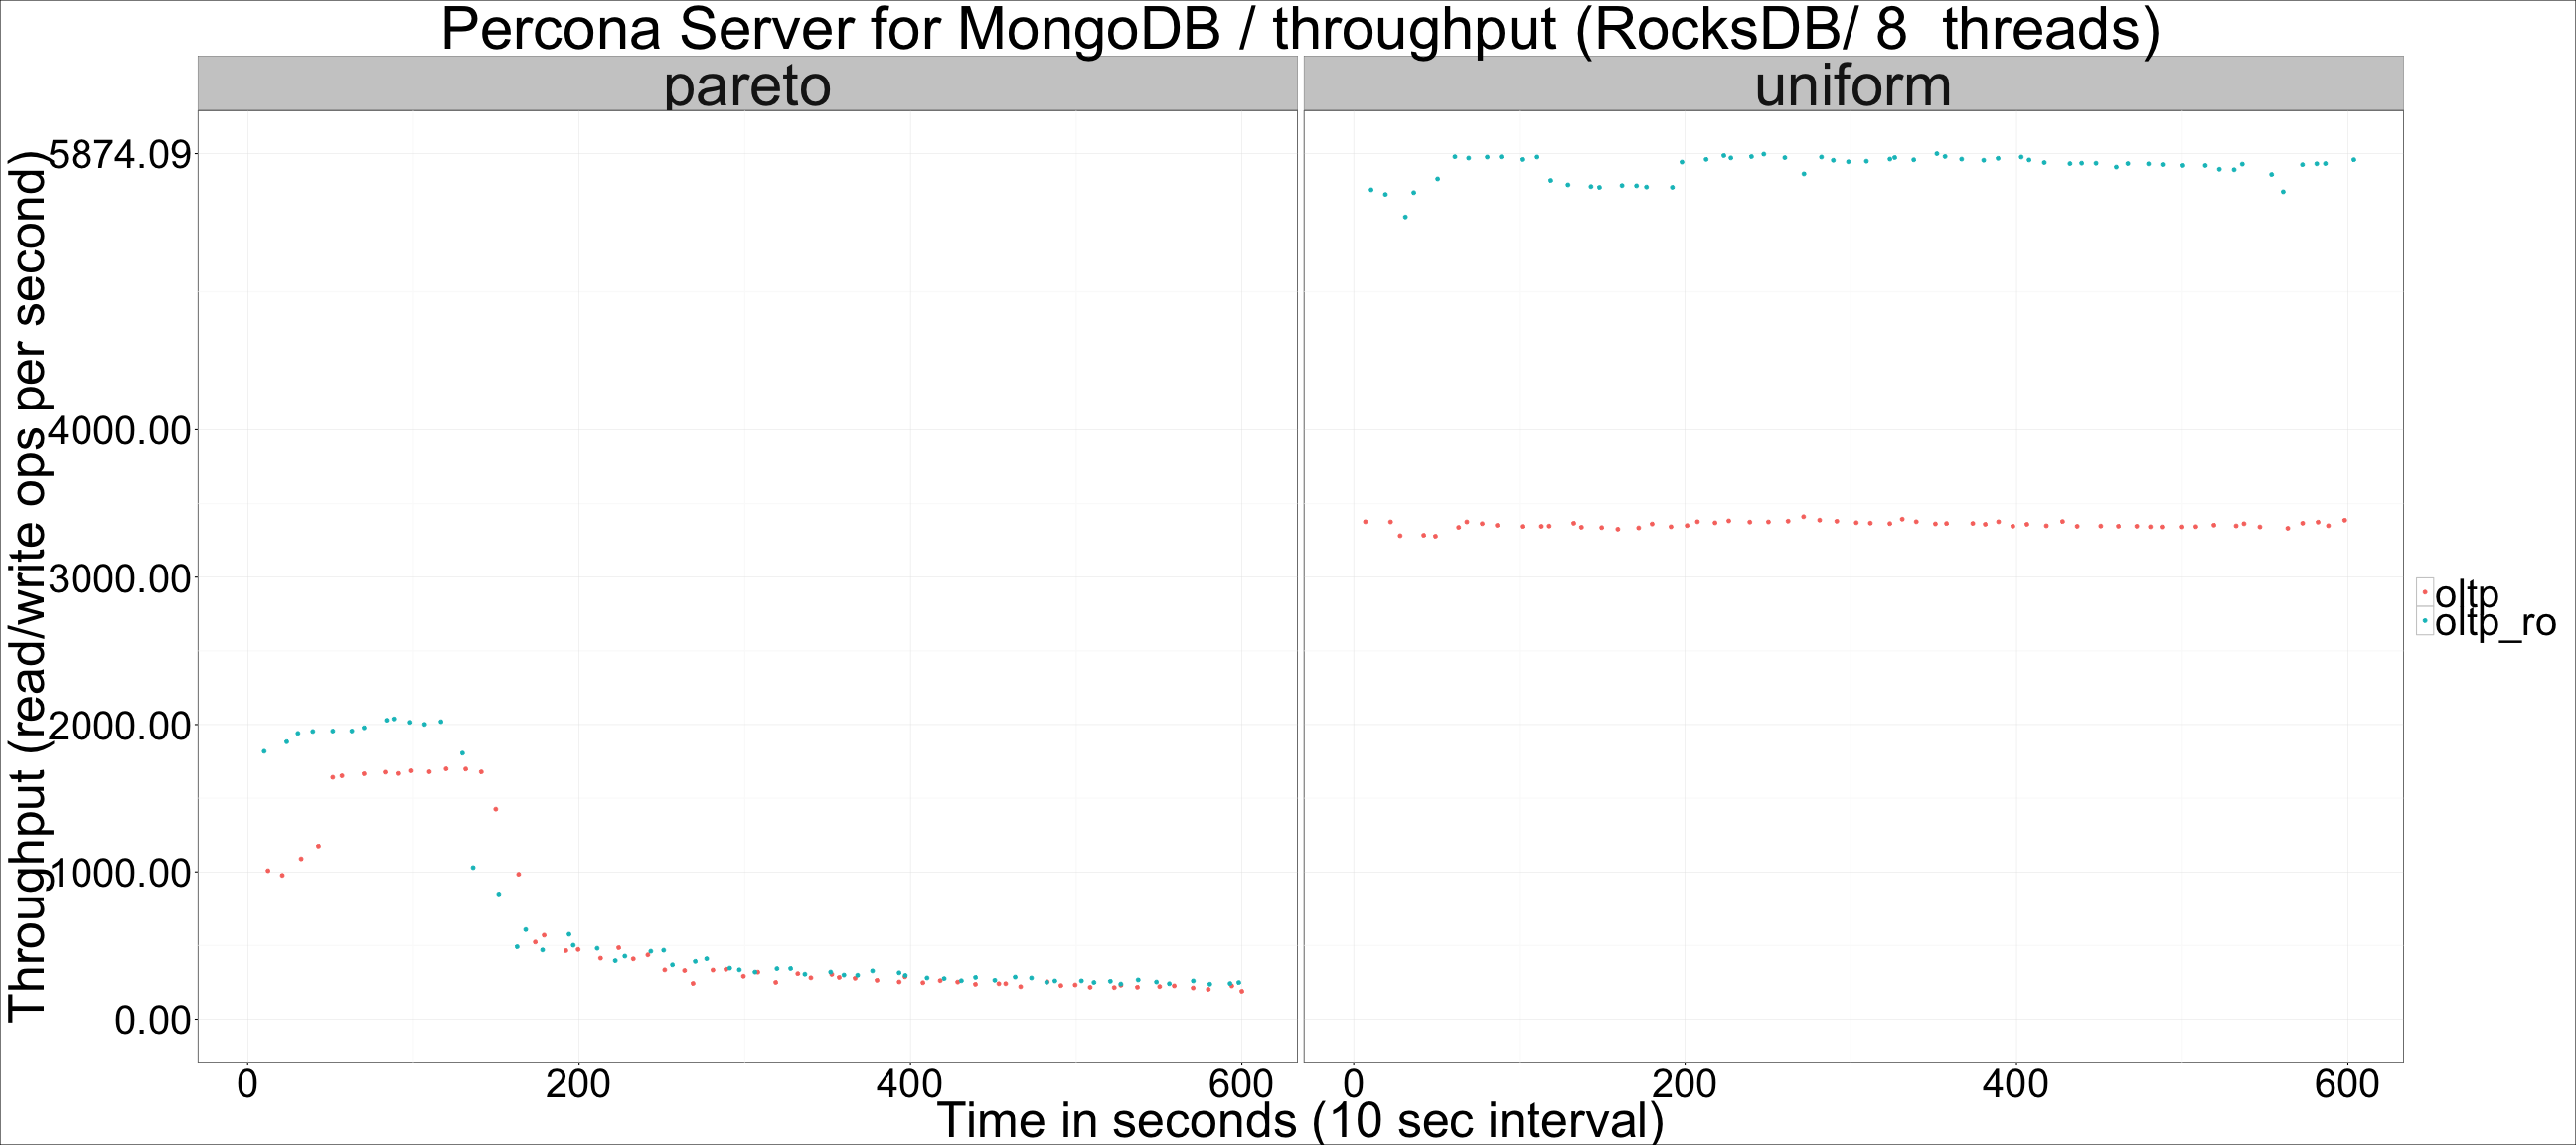 Percona Server for MongoDB / throughput (RocksDB/ 8  threads)
pareto
uniform
Throughput (read/write ops per second)
5874.09
4000.00
3000.00
2000.00
1000.00
0.00
0 200 400 600
0 200 400 600
Time in seconds (10 sec interval)
oltp
oltp_ro